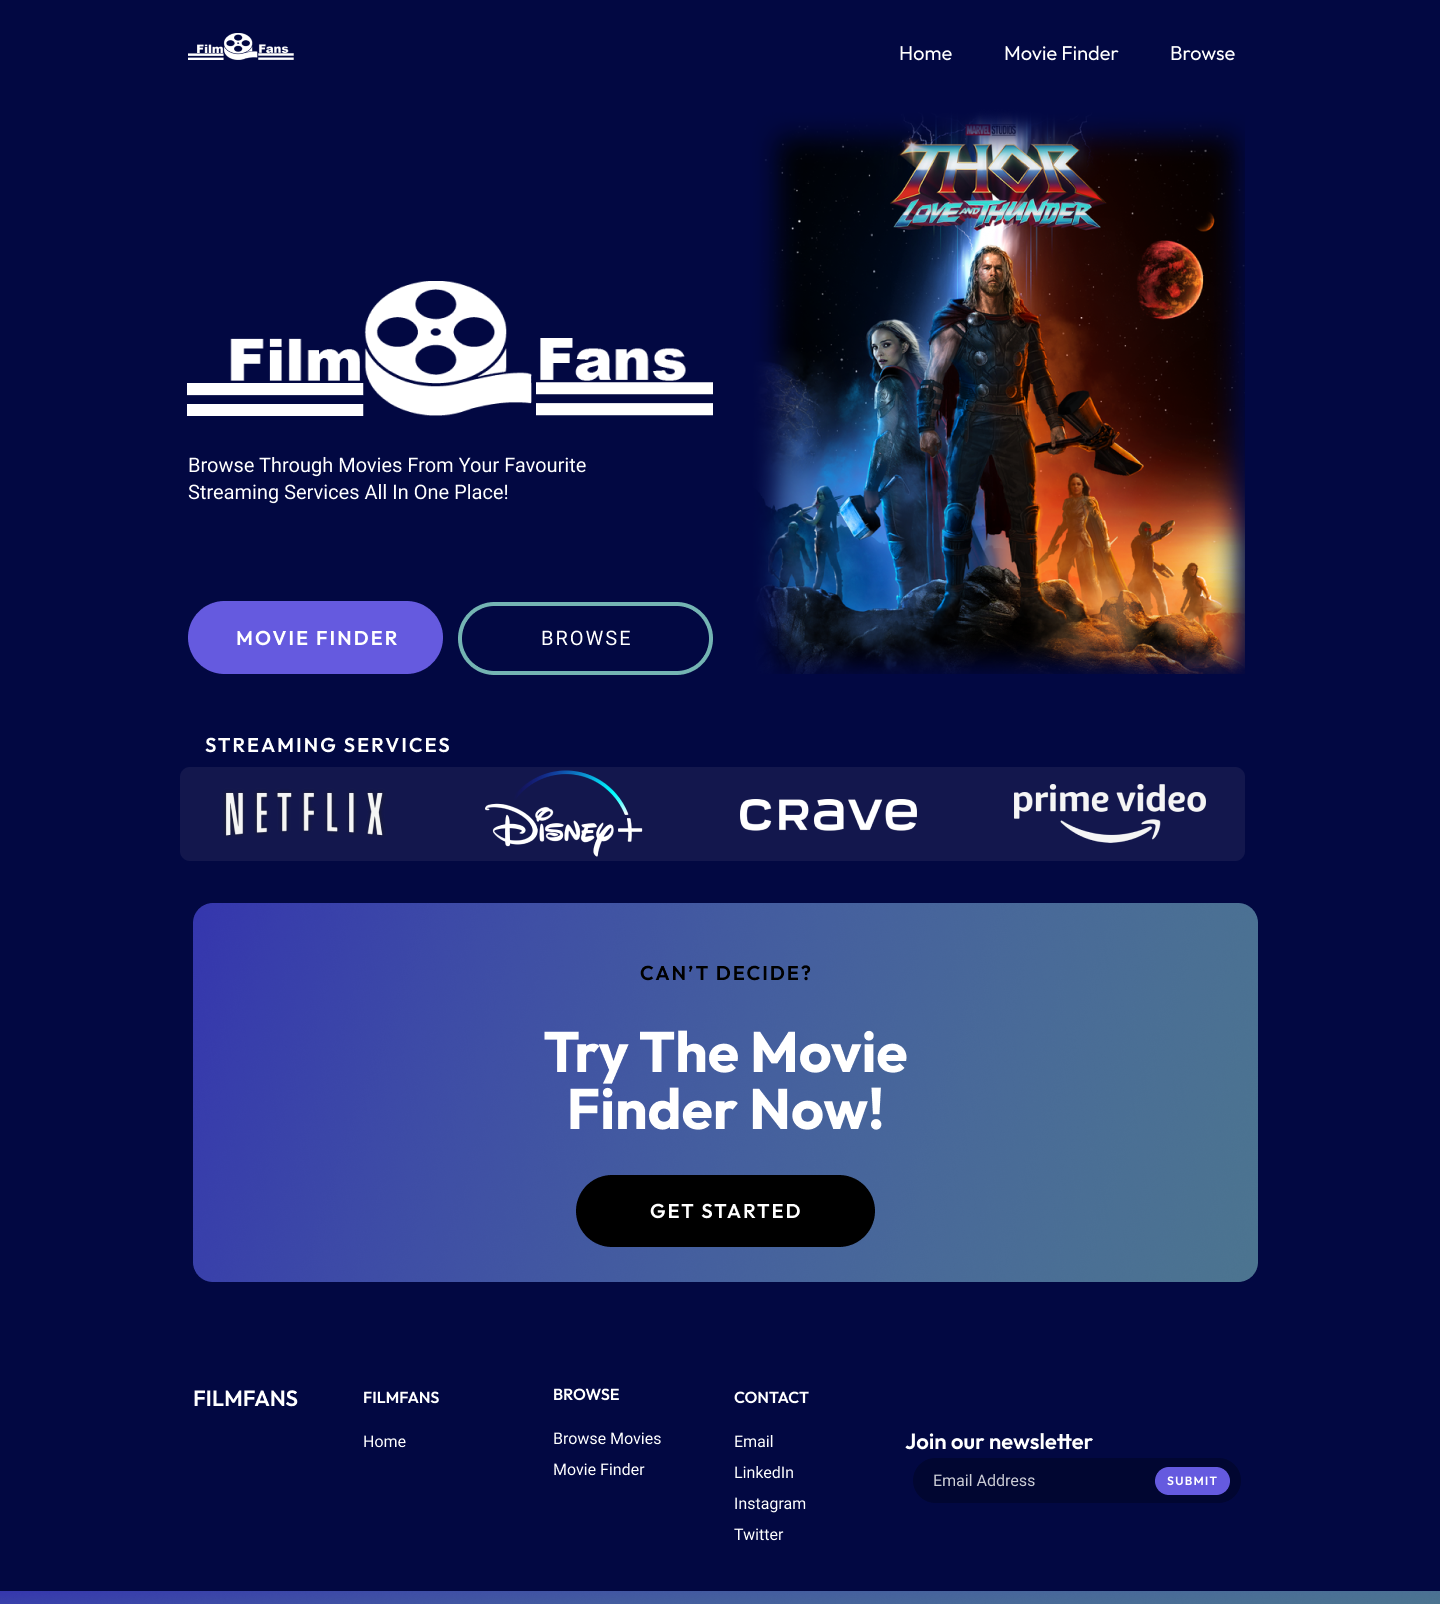 Film Fans
Home
Movie Finder
Browse
MARVEL STUDIOS
THOR
LOVE AND THUNDER
Film Fans
Browse Through Movies From Your Favourite
Streaming Services All In One Place!
MOVIE FINDER
BROWSE
STREAMING SERVICES
NETFLIX
Disney+
CRAVE
prime video
CAN'T DECIDE?
Try The Movie
Finder Now!
GET STARTED
FILMFANS
FILMFANS
Home
BROWSE
Browse Movies
Movie Finder
CONTACT
Email
LinkedIn
Instagram
Twitter
Join our newsletter
Email Address
SUBMIT